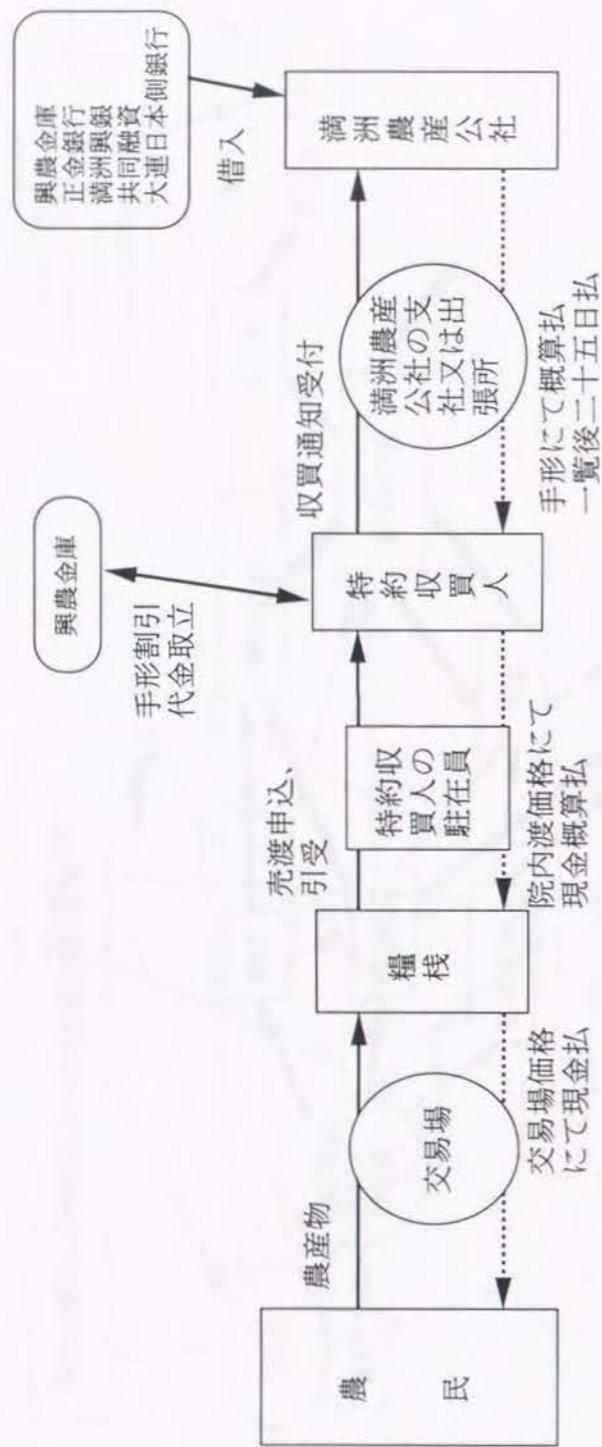 興農金庫
正金銀行
満洲興銀
共同融資
大連日本側銀行
借入
満洲農産公社
満洲農産
公社の支
社又は出
張所
収買通知受付
手形にて概算払
一覧後二十五日払
興農金庫
手形割引
代金取立
特約収買人
特約収
買人の
駐在員
売渡申込、
引受
院内渡価格にて
現金概算払
糧桟
交易場
農産物
交易場価格
にて現金払
農民